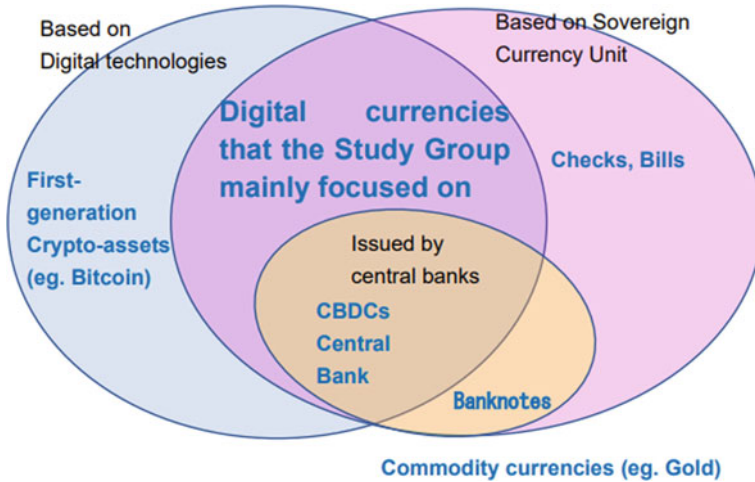 Based on
Digital technologies
Based on Sovereign
Currency Unit
Digital currencies
that the Study Group
mainly focused on
Checks, Bills
First-
generation
Crypto-assets
(eg. Bitcoin)
Issued by
central banks
CBDCs
Central
Bank
Banknotes
Commodity currencies (eg. Gold)